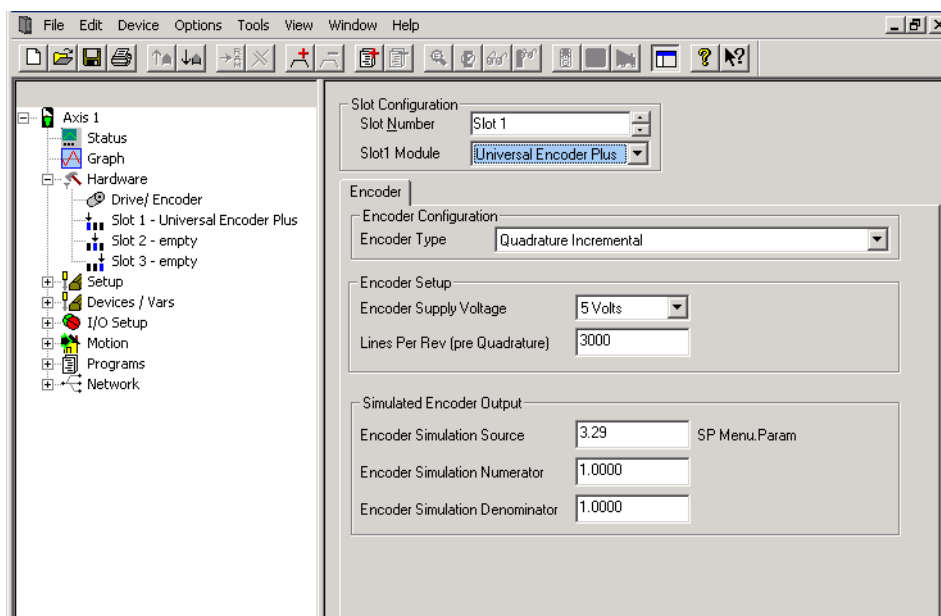 File Edit Device Options Tools View Window Help
Axis 1
Status
Graph
Hardware
Drive/ Encoder
Slot 1 - Universal Encoder Plus
Slot 2 - empty
Slot 3 - empty
Setup
Devices / Vars
I/O Setup
Motion
Programs
Network
Slot Configuration
Slot Number Slot 1
Slot1 Module Universal Encoder Plus
Encoder
Encoder Configuration
Encoder Type Quadrature Incremental
Encoder Setup
Encoder Supply Voltage 5 Volts
Lines Per Rev (pre Quadrature) 3000
Simulated Encoder Output
Encoder Simulation Source 3.29 SP Menu.Param
Encoder Simulation Numerator 1.0000
Encoder Simulation Denominator 1.0000